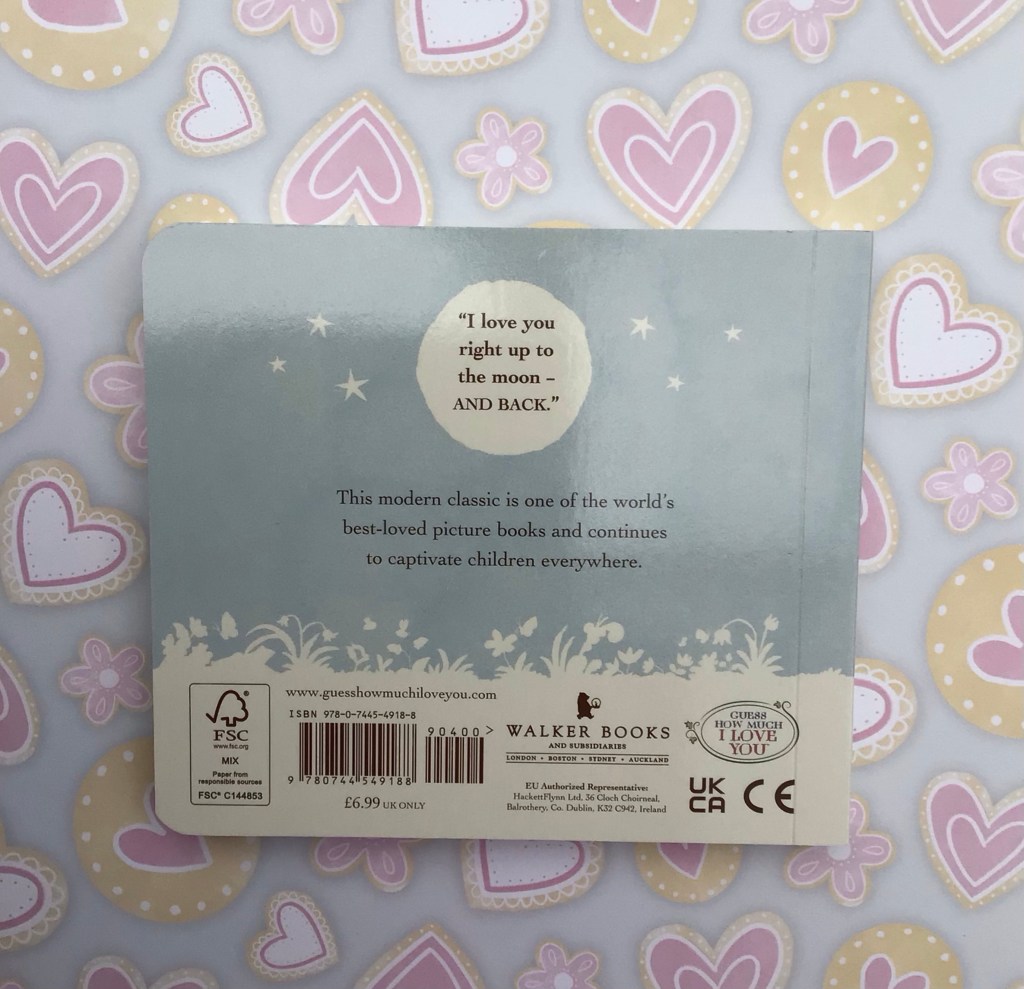 “I love you
right up to
the moon –
AND BACK.”
This modern classic is one of the world’s
best-loved picture books and continues
to captivate children everywhere.
FSC®
www.fsc.org
MIX
Paper from
responsible sources
FSC® C144853
www.guesshowmuchiloveyou.com
ISBN 978-0-7445-4918-8
90400>
9 780744 549188
£6.99 UK ONLY
WALKER BOOKS
AND SUBSIDIARIES
LONDON • BOSTON • SYDNEY • AUCKLAND
EU Authorized Representative:
HackettFlynn Ltd, 36 Cloch Choirneal,
Balrothery, Co. Dublin, K32 C942, Ireland
GUESS
HOW MUCH
I LOVE
YOU™
UK
CA
CE